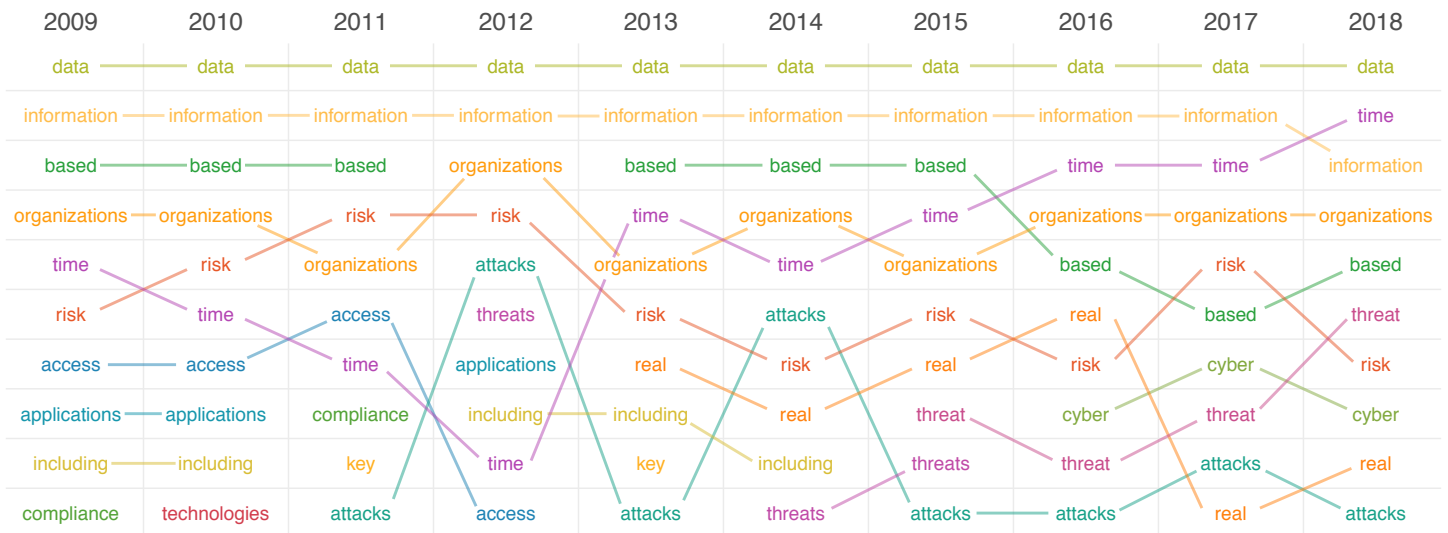 2009 2010 2011 2012 2013 2014 2015 2016 2017 2018
data data data data data data data data data data
information information information information information information information information information time
based based based organizations based based based time time information
organizations organizations risk risk time organizations time organizations organizations organizations
time risk organizations attacks organizations time organizations based risk based
risk time access threats risk attacks risk real based threat
access access time applications real risk real risk cyber risk
applications applications compliance including including real threat cyber threat cyber
including including key time key including threats threat attacks real
compliance technologies attacks access attacks threats attacks attacks real attacks